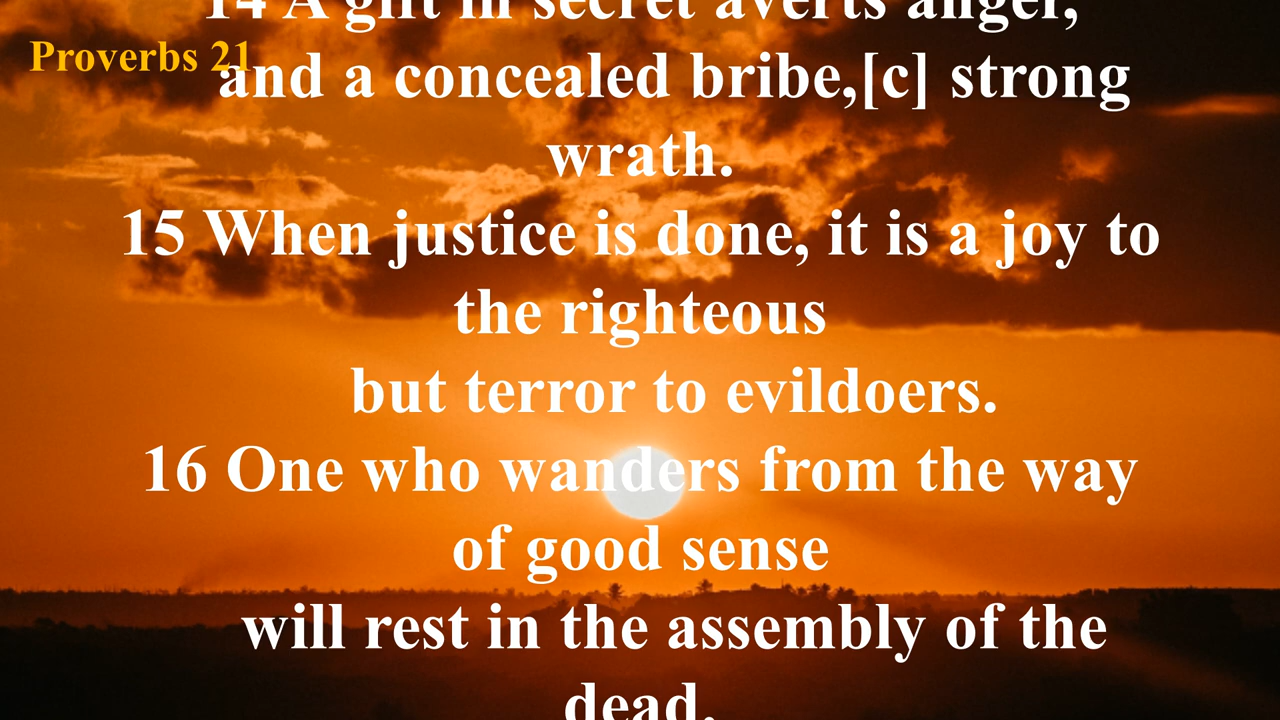 14 A gift in secret averts anger,
Proverbs 21
and a concealed bribe,[c] strong
wrath.
15 When justice is done, it is a joy to
the righteous
but terror to evildoers.
16 One who wanders from the way
of good sense
will rest in the assembly of the
dead.